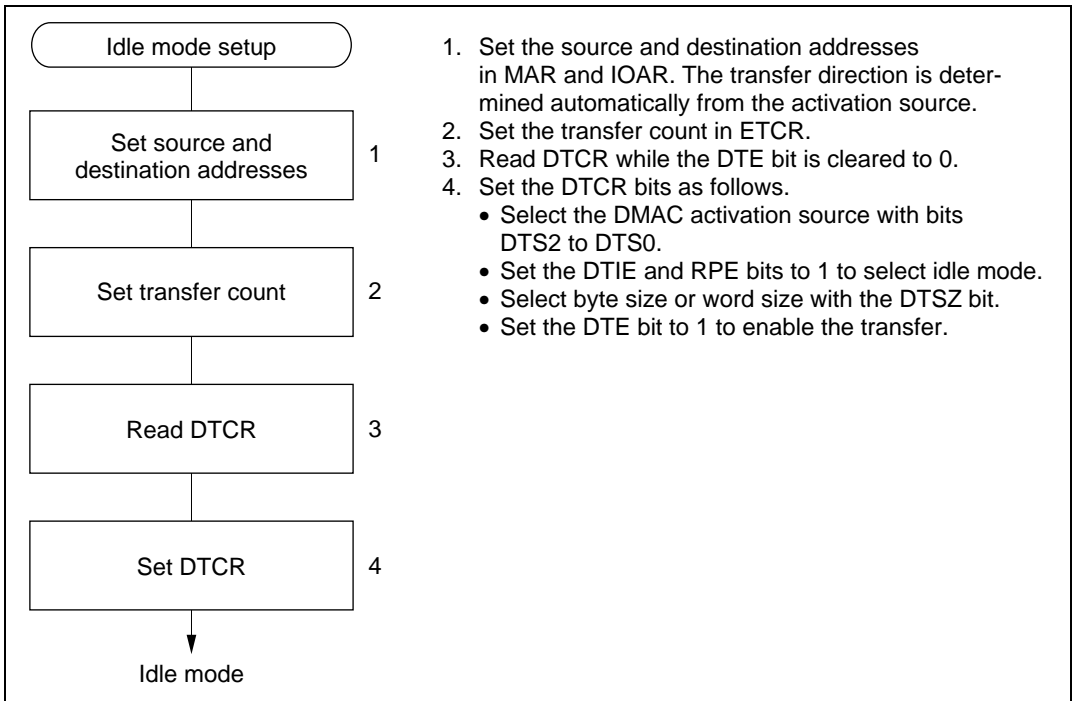 Idle mode setup
Set source and
destination addresses
1
Set transfer count
2
Read DTCR
3
Set DTCR
4
Idle mode
1. Set the source and destination addresses
in MAR and IOAR. The transfer direction is deter-
mined automatically from the activation source.
2. Set the transfer count in ETCR.
3. Read DTCR while the DTE bit is cleared to 0.
4. Set the DTCR bits as follows.
• Select the DMAC activation source with bits
DTS2 to DTS0.
• Set the DTIE and RPE bits to 1 to select idle mode.
• Select byte size or word size with the DTSZ bit.
• Set the DTE bit to 1 to enable the transfer.